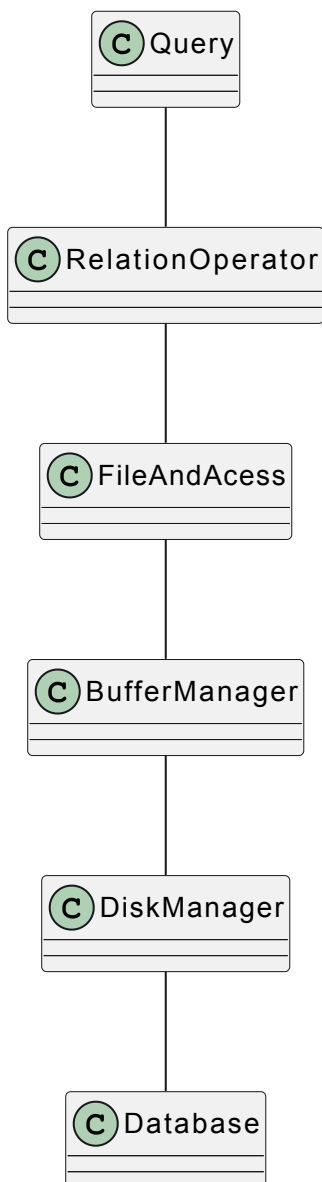 C Query
C RelationOperator
C FileAndAcess
C BufferManager
C DiskManager
C Database